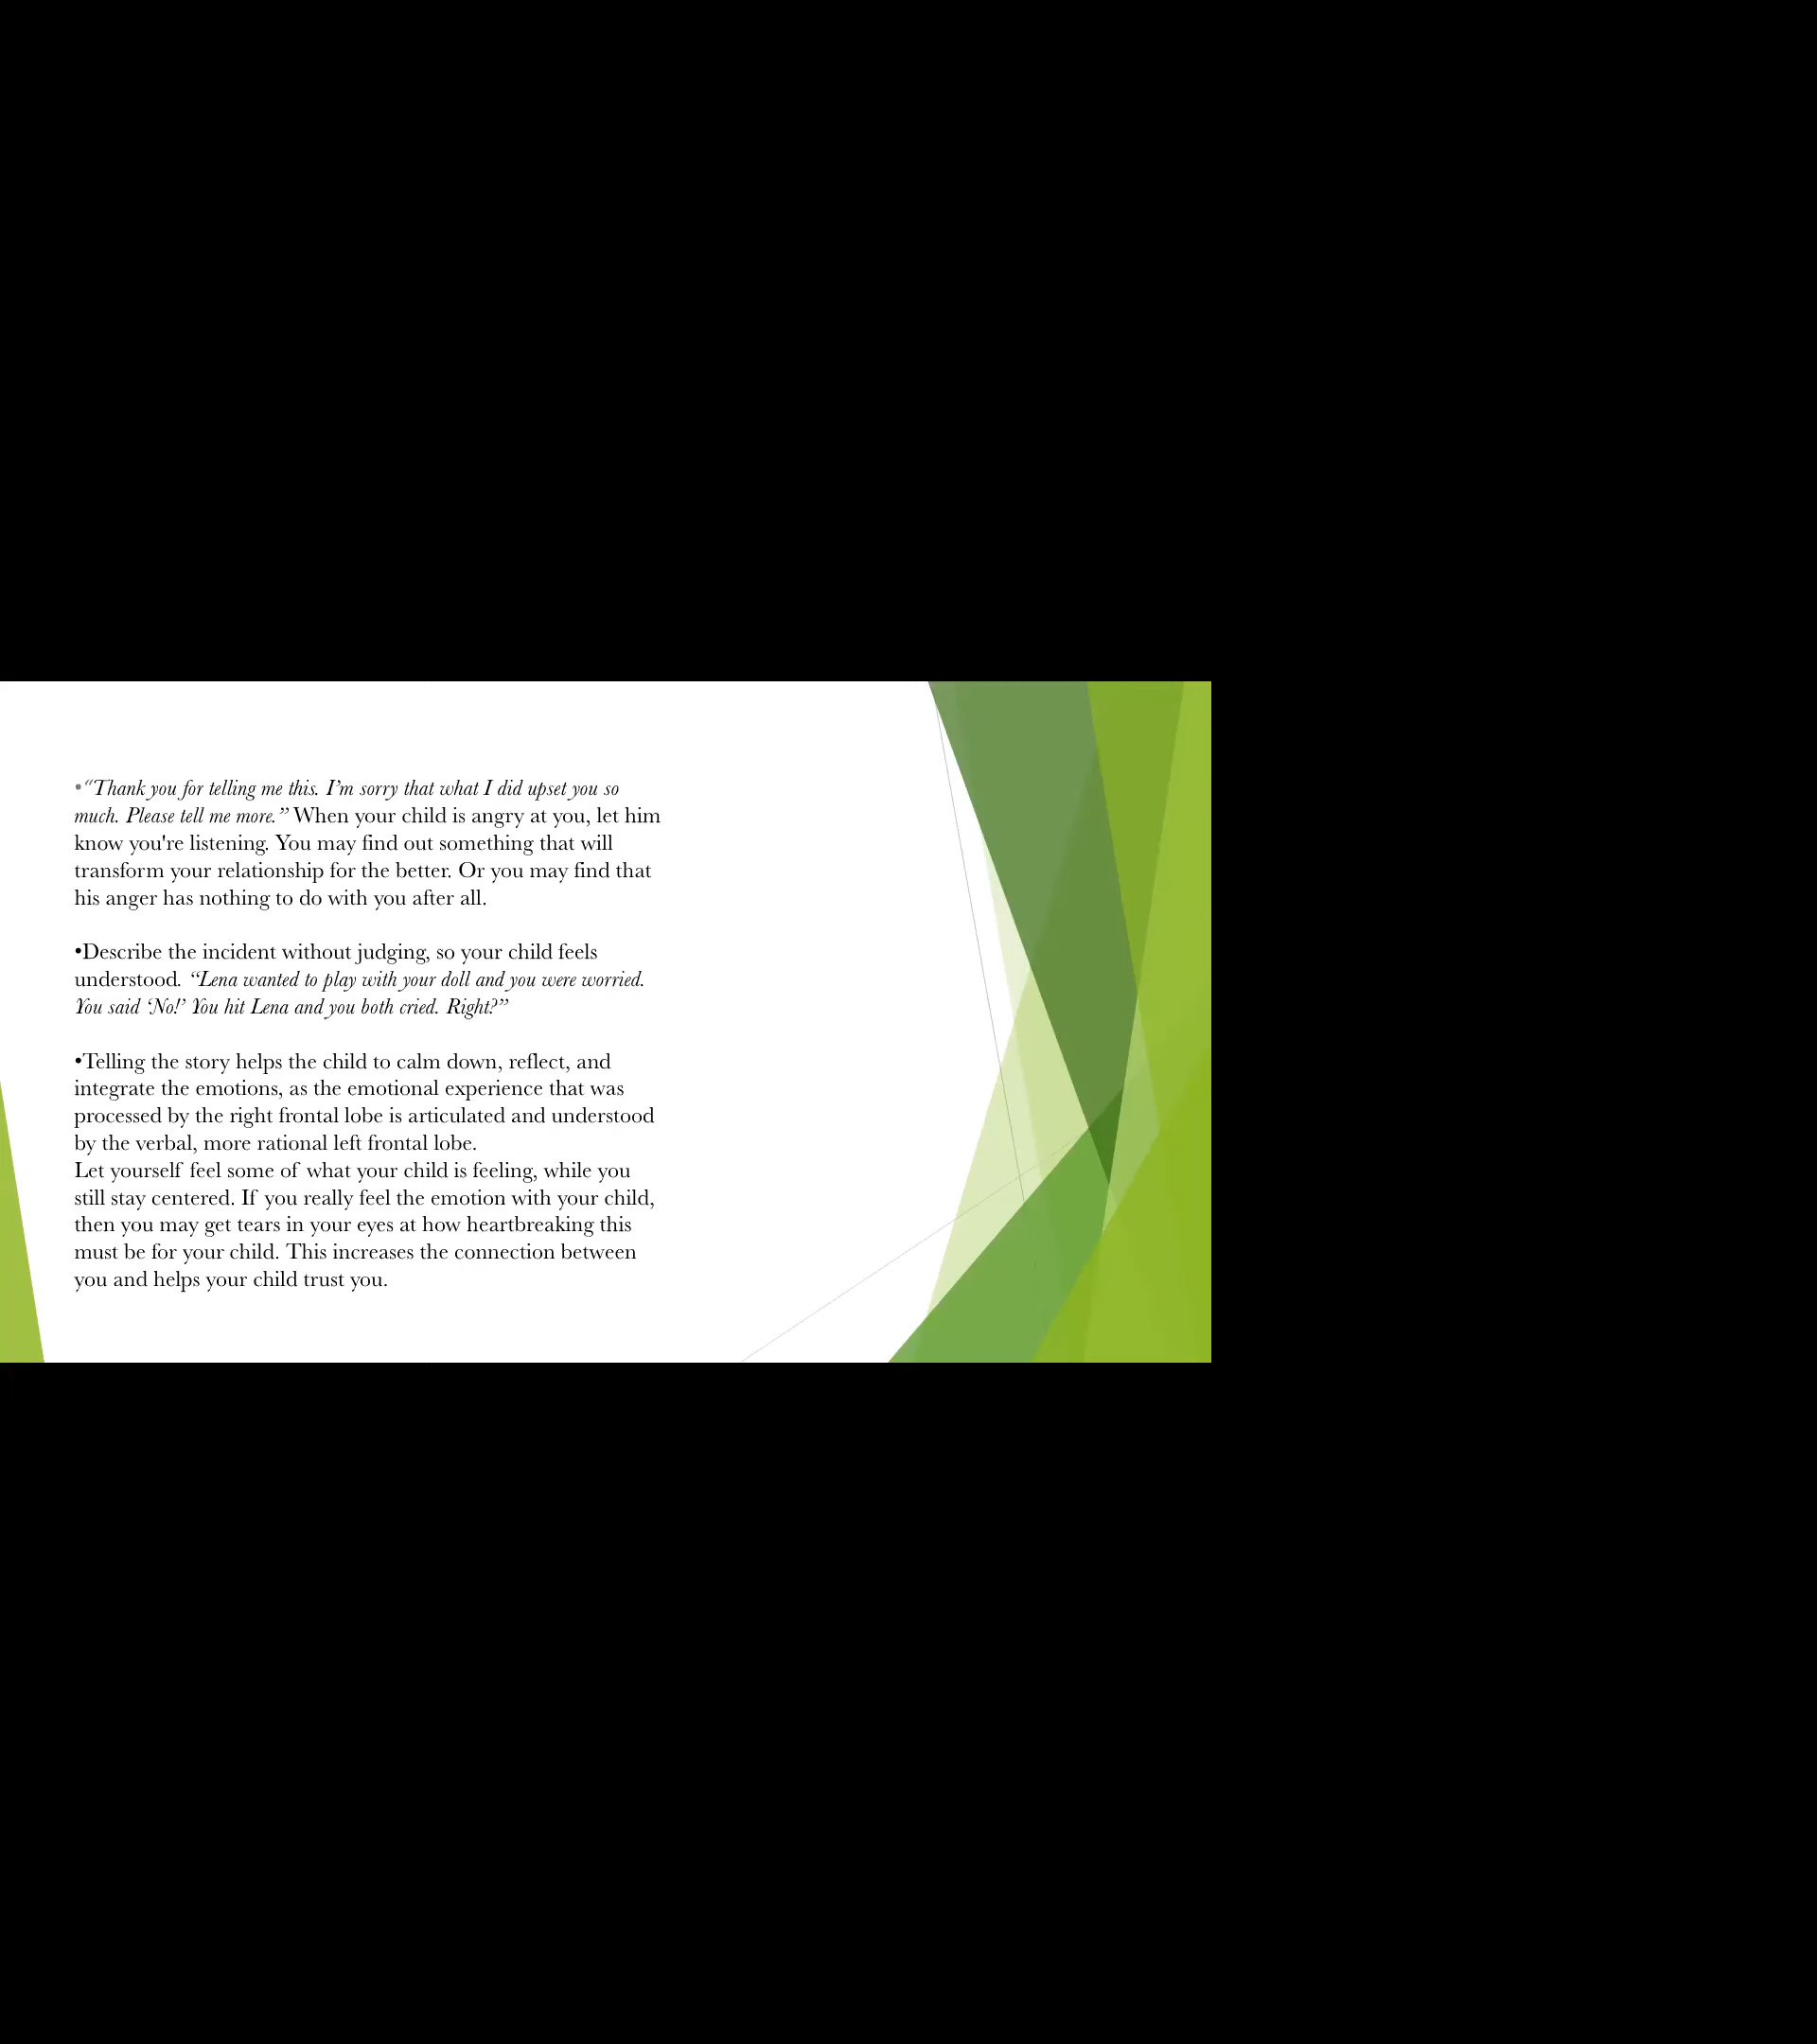 •“Thank you for telling me this. I’m sorry that what I did upset you so
much. Please tell me more.” When your child is angry at you, let him
know you're listening. You may find out something that will
transform your relationship for the better. Or you may find that
his anger has nothing to do with you after all.
•Describe the incident without judging, so your child feels
understood. “Lena wanted to play with your doll and you were worried.
You said ‘No!’ You hit Lena and you both cried. Right?”
•Telling the story helps the child to calm down, reflect, and
integrate the emotions, as the emotional experience that was
processed by the right frontal lobe is articulated and understood
by the verbal, more rational left frontal lobe.
Let yourself feel some of what your child is feeling, while you
still stay centered. If you really feel the emotion with your child,
then you may get tears in your eyes at how heartbreaking this
must be for your child. This increases the connection between
you and helps your child trust you.